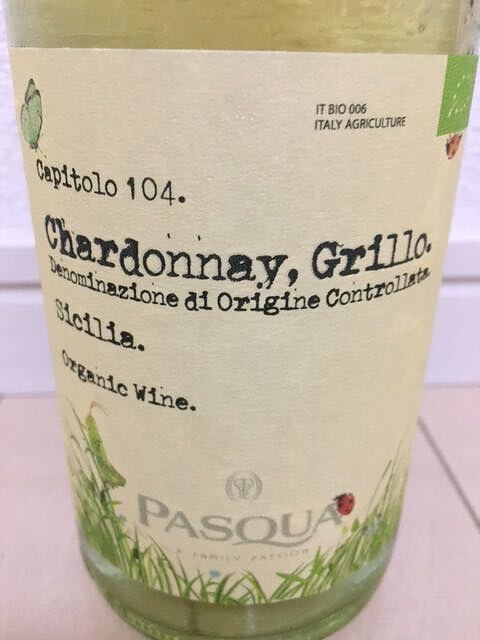 IT BIO 006
ITALY AGRICULTURE
Capitolo 104.
Chardonnay, Grillo.
Denominazione di Origine Controllata
Sicilia.
Organic Wine.
PASQUA
A FAMILY PASSION